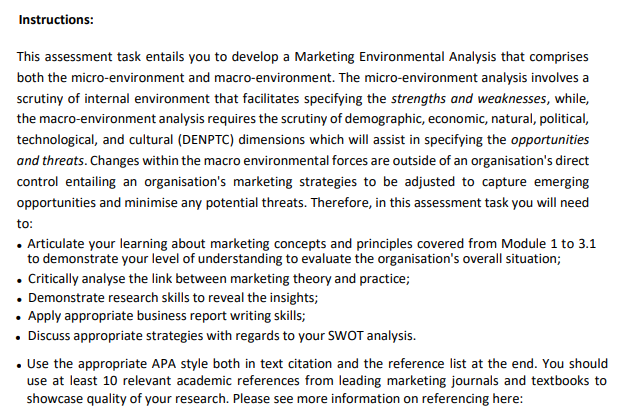 Instructions:
This assessment task entails you to develop a Marketing Environmental Analysis that comprises
both the micro-environment and macro-environment. The micro-environment analysis involves a
scrutiny of internal environment that facilitates specifying the strengths and weaknesses, while,
the macro-environment analysis requires the scrutiny of demographic, economic, natural, political,
technological, and cultural (DENPTC) dimensions which will assist in specifying the opportunities
and threats. Changes within the macro environmental forces are outside of an organisation's direct
control entailing an organisation's marketing strategies to be adjusted to capture emerging
opportunities and minimise any potential threats. Therefore, in this assessment task you will need
to:
• Articulate your learning about marketing concepts and principles covered from Module 1 to 3.1
to demonstrate your level of understanding to evaluate the organisation's overall situation;
• Critically analyse the link between marketing theory and practice;
• Demonstrate research skills to reveal the insights;
• Apply appropriate business report writing skills;
• Discuss appropriate strategies with regards to your SWOT analysis.
• Use the appropriate APA style both in text citation and the reference list at the end. You should
use at least 10 relevant academic references from leading marketing journals and textbooks to
showcase quality of your research. Please see more information on referencing here: